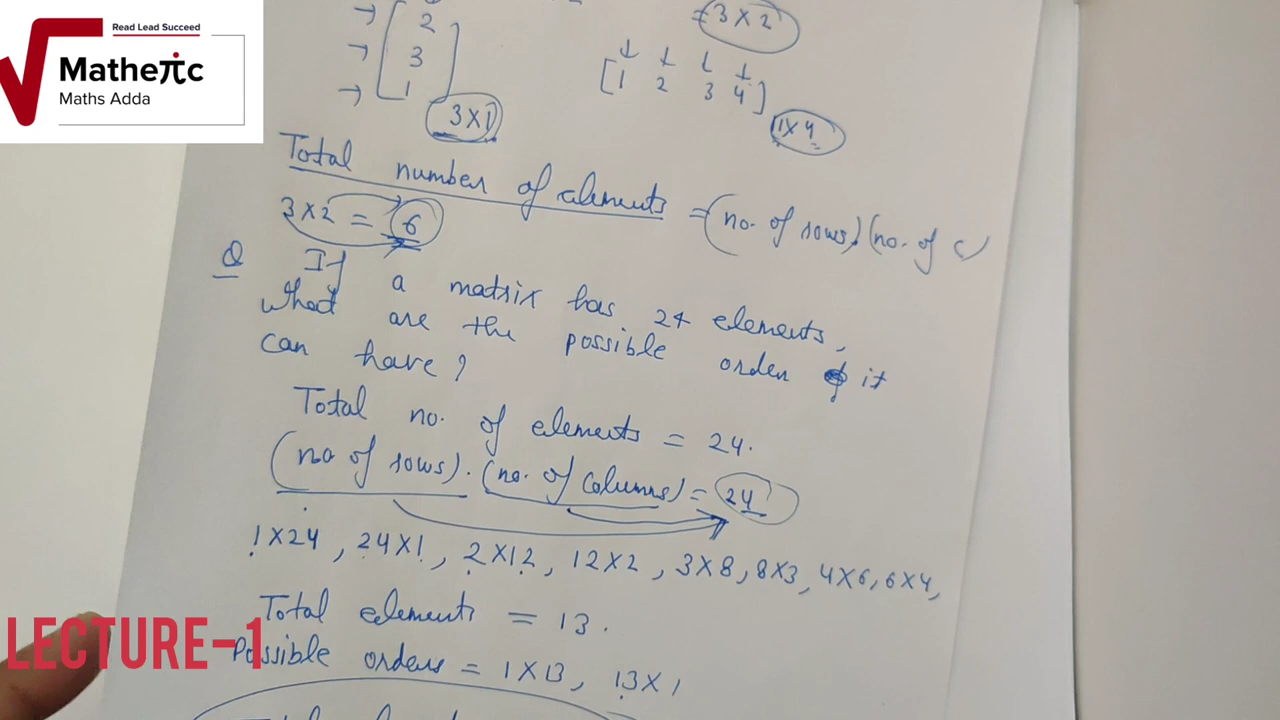 Read Lead Succeed
Matheπc
Maths Adda
→ 2
→ 3
→ 1
3X1
=3X2
↓ ↓ ↓ ↓
[1 2 3 4]
1X4
Total number of elements = (no. of rows).(no. of c
3X2 = 6
Q If a matrix has 24 elements,
what are the possible order it
can have?
Total no. of elements = 24.
(no of rows).(no. of columns) = 24
1X24, 24X1, 2X12, 12X2, 3X8, 8X3, 4X6, 6X4,
Total elements = 13.
Possible orders = 1X13, 13X1
LECTURE-1